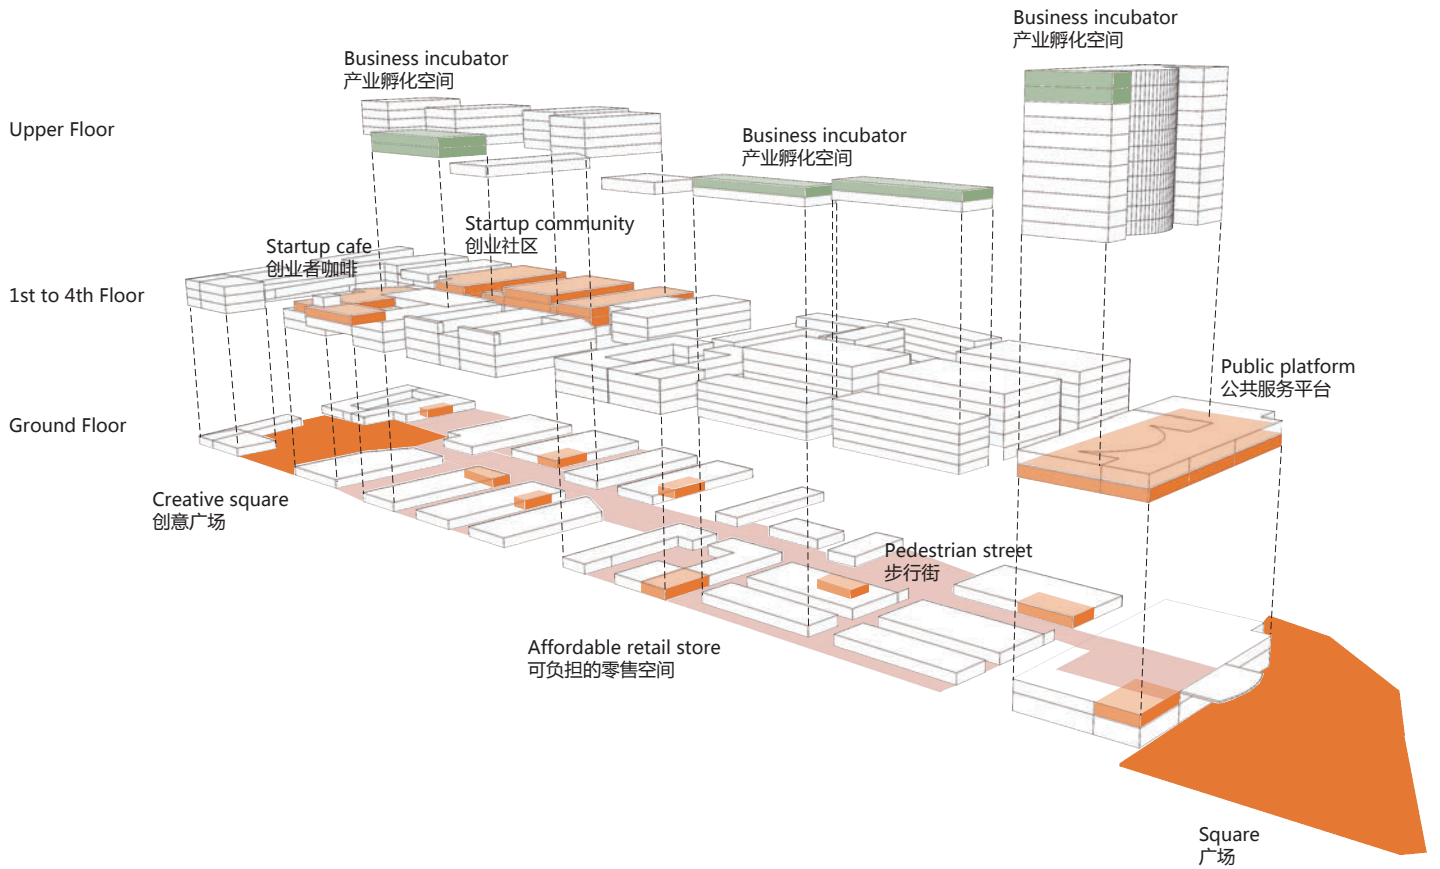 Business incubator
产业孵化空间
Business incubator
产业孵化空间
Upper Floor
Business incubator
产业孵化空间
Startup community
创业社区
Startup cafe
创业者咖啡
1st to 4th Floor
Public platform
公共服务平台
Ground Floor
Creative square
创意广场
Pedestrian street
步行街
Affordable retail store
可负担的零售空间
Square
广场